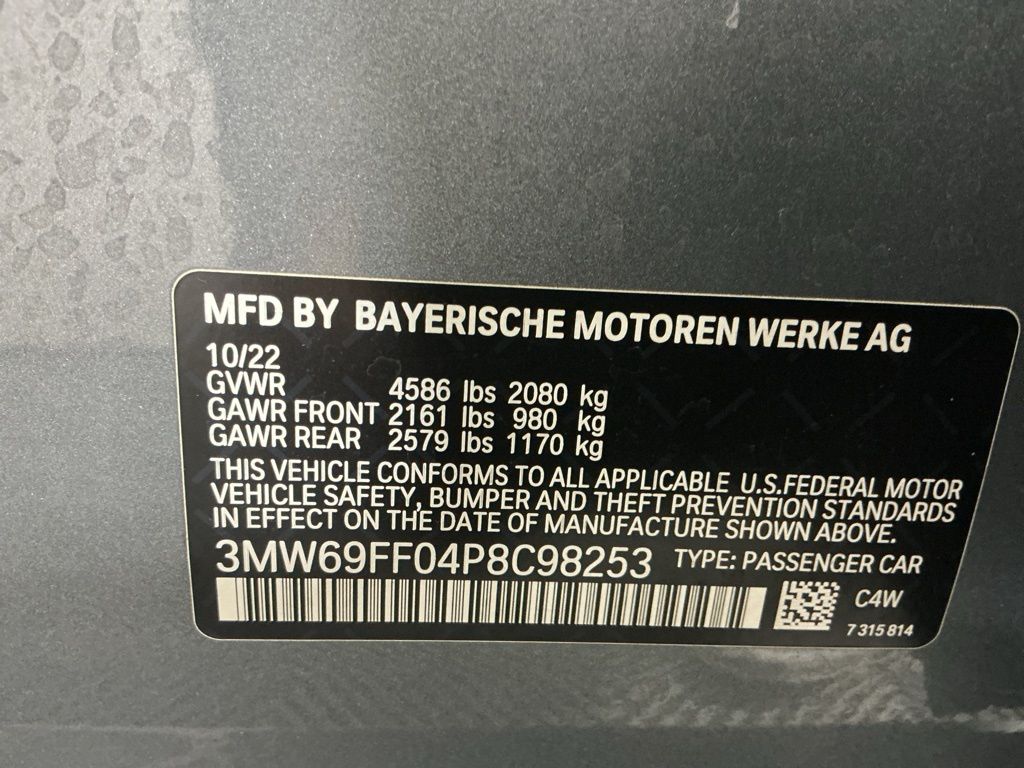 MFD BY BAYERISCHE MOTOREN WERKE AG
10/22
GVWR 4586 lbs 2080 kg
GAWR FRONT 2161 lbs 980 kg
GAWR REAR 2579 lbs 1170 kg
THIS VEHICLE CONFORMS TO ALL APPLICABLE U.S.FEDERAL MOTOR
VEHICLE SAFETY, BUMPER AND THEFT PREVENTION STANDARDS
IN EFFECT ON THE DATE OF MANUFACTURE SHOWN ABOVE.
3MW69FF04P8C98253 TYPE: PASSENGER CAR
C4W
7 315 814